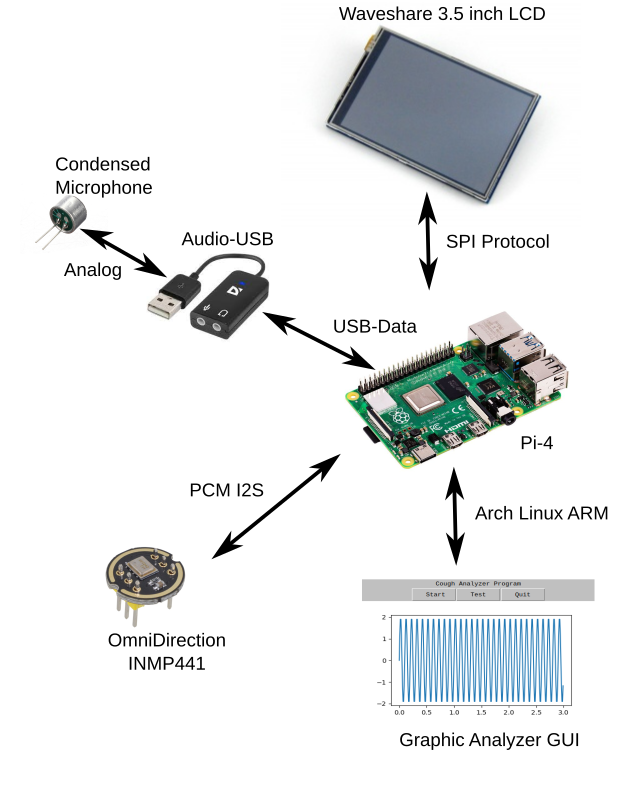 Waveshare 3.5 inch LCD
Condensed
Microphone
Audio-USB
SPI Protocol
Analog
USB-Data
HDMI
Pi-4
PCM I2S
Arch Linux ARM
Cough Analyzer Program
Start Test Quit
2
1
0
−1
−2
0.0 0.5 1.0 1.5 2.0 2.5 3.0
OmniDirection
INMP441
Graphic Analyzer GUI